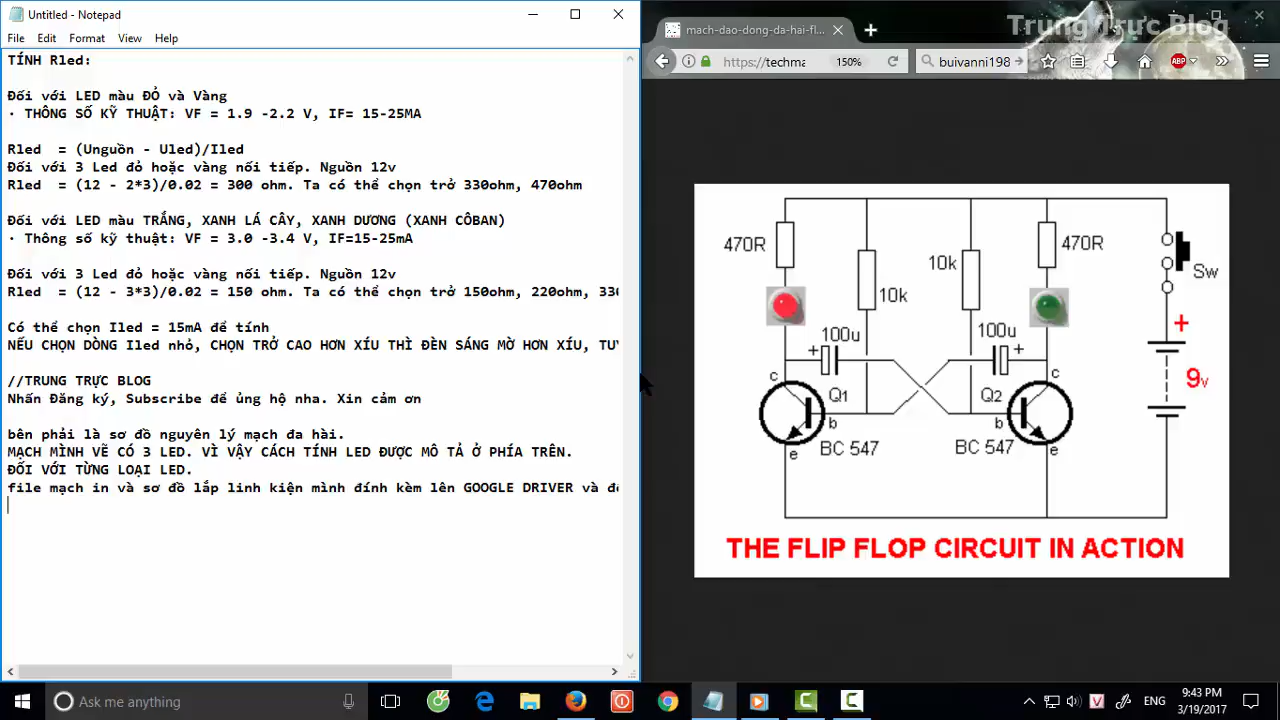 Untitled - Notepad
File Edit Format View Help
TÍNH Rled:
Đối với LED màu ĐỎ và Vàng
· THÔNG SỐ KỸ THUẬT: VF = 1.9 -2.2 V, IF= 15-25MA
Rled = (Unguồn - Uled)/Iled
Đối với 3 Led đỏ hoặc vàng nối tiếp. Nguồn 12v
Rled = (12 - 2*3)/0.02 = 300 ohm. Ta có thể chọn trở 330ohm, 470ohm
Đối với LED màu TRẮNG, XANH LÁ CÂY, XANH DƯƠNG (XANH CÔBAN)
· Thông số kỹ thuật: VF = 3.0 -3.4 V, IF=15-25mA
Đối với 3 Led đỏ hoặc vàng nối tiếp. Nguồn 12v
Rled = (12 - 3*3)/0.02 = 150 ohm. Ta có thể chọn trở 150ohm, 220ohm, 33
Có thể chọn Iled = 15mA để tính
NẾU CHỌN DÒNG Iled nhỏ, CHỌN TRỞ CAO HƠN XÍU THÌ ĐÈN SÁNG MỜ HƠN XÍU,
//TRUNG TRỰC BLOG
Nhấn Đăng ký, Subscribe để ủng hộ nha. Xin cảm ơn
bên phải là sơ đồ nguyên lý mạch đa hài.
MẠCH MÌNH VẼ CÓ 3 LED. VÌ VẬY CÁCH TÍNH LED ĐƯỢC MÔ TẢ Ở PHÍA TRÊN.
ĐỐI VỚI TỪNG LOẠI LED.
file mạch in và sơ đồ lắp linh kiện mình đính kèm lên GOOGLE DRIVER và
Trung Trực Blog
mach-dao-dong-da-hai-fl...
https://techma
150%
buivanni198
ABP
470R
10k
10k
470R
Sw
100u
100u
+
+
+
c
c
Q1
Q2
9v
b
b
BC 547
BC 547
e
e
THE FLIP FLOP CIRCUIT IN ACTION
Ask me anything
V
ENG
9:43 PM
3/19/2017